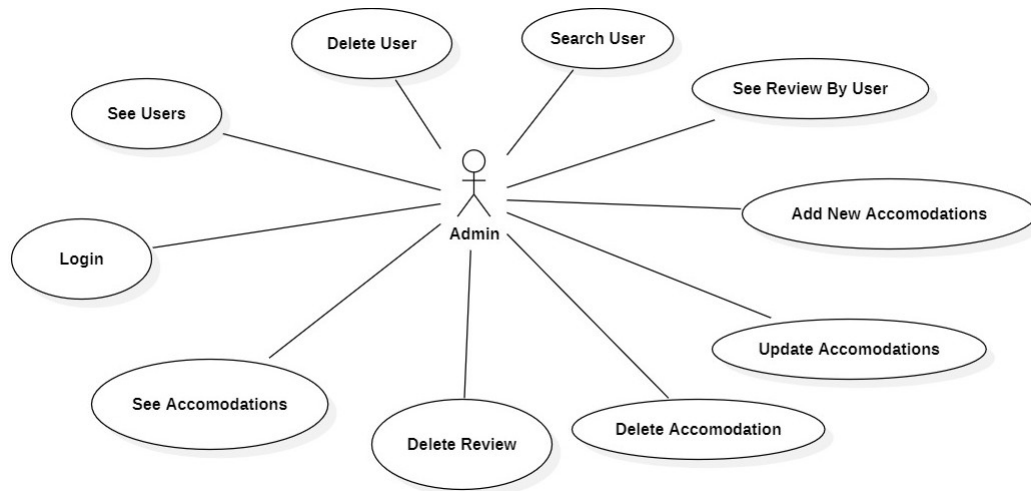 Delete User
Search User
See Review By User
See Users
Add New Accomodations
Admin
Login
Update Accomodations
See Accomodations
Delete Accomodation
Delete Review